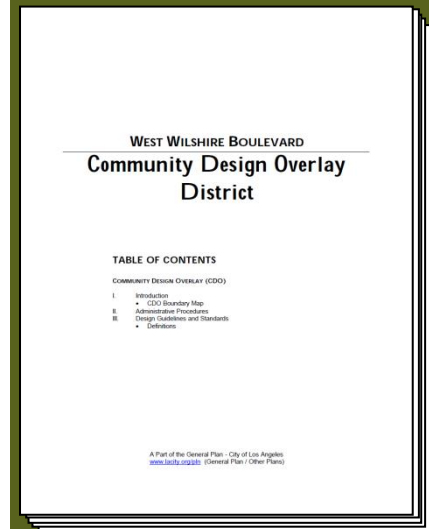 WEST WILSHIRE BOULEVARD
Community Design Overlay
District
TABLE OF CONTENTS
COMMUNITY DESIGN OVERLAY (CDO)
I. Introduction
• CDO Boundary Map
II. Administrative Procedures
III. Design Guidelines and Standards
• Definitions
A Part of the General Plan - City of Los Angeles
www.lacity.org/pln (General Plan / Other Plans)